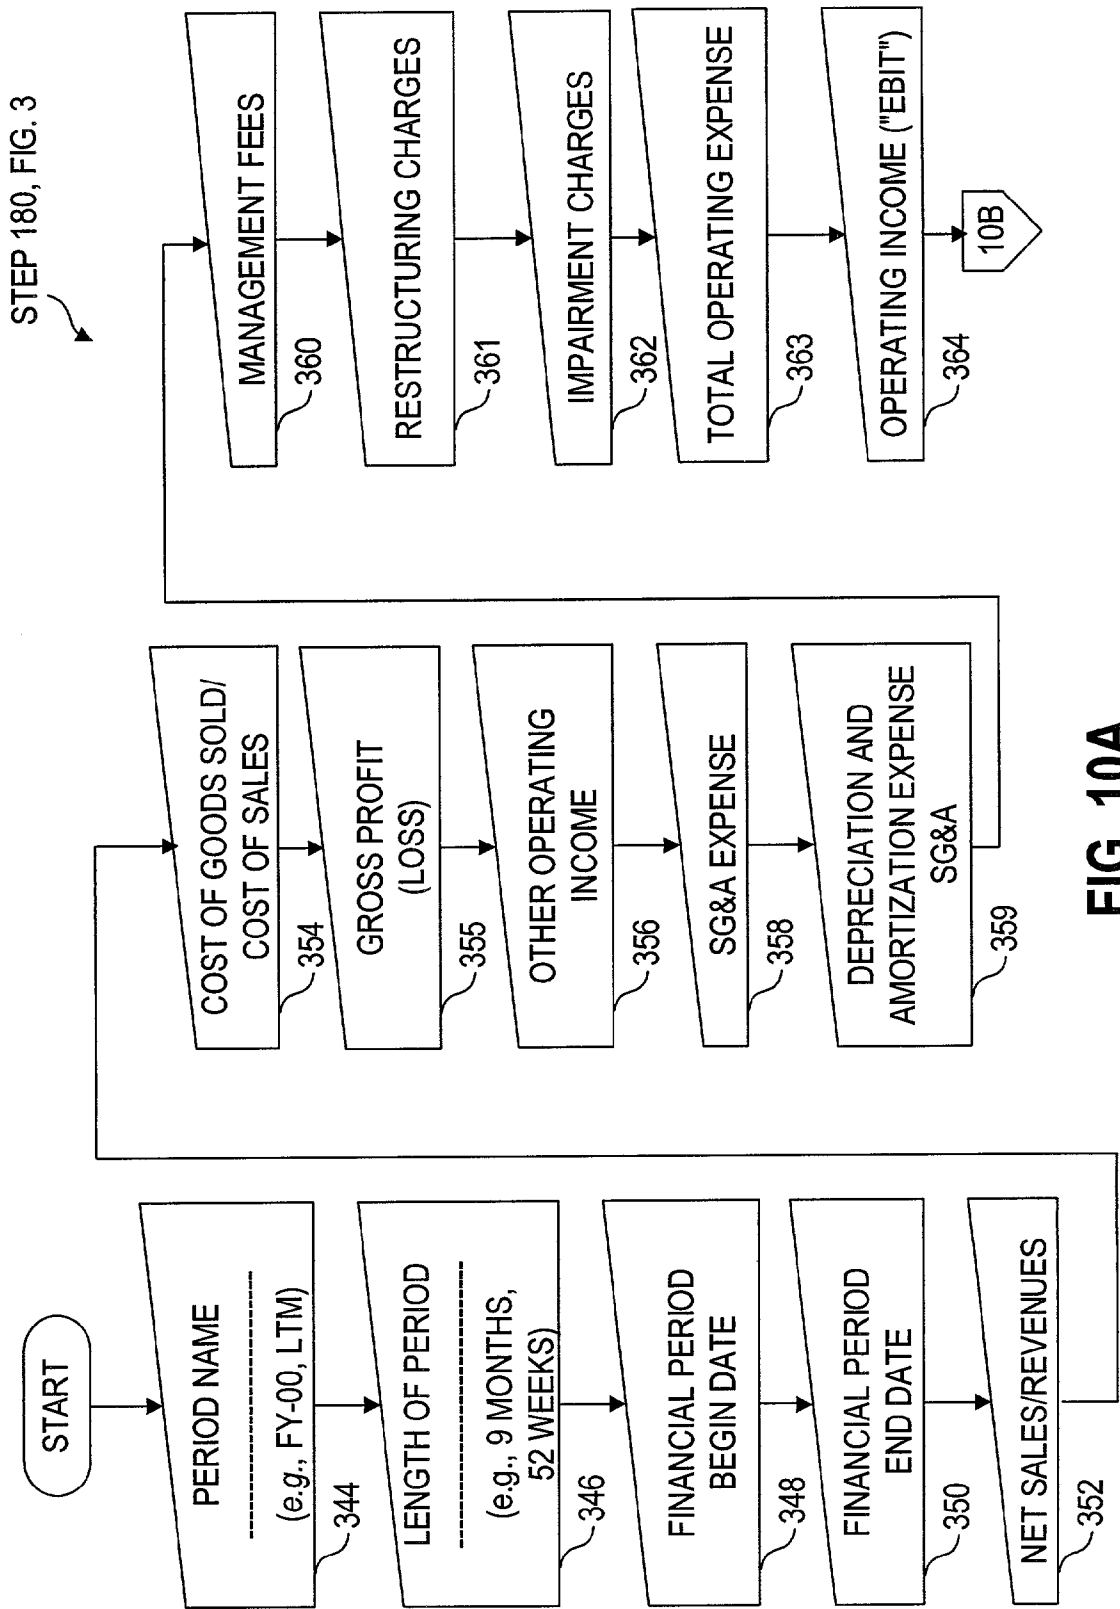 STEP 180, FIG. 3
START
PERIOD NAME
(e.g., FY-00, LTM)
344
LENGTH OF PERIOD
(e.g., 9 MONTHS,
52 WEEKS)
346
FINANCIAL PERIOD
BEGIN DATE
348
FINANCIAL PERIOD
END DATE
350
NET SALES/REVENUES
352
COST OF GOODS SOLD/
COST OF SALES
354
GROSS PROFIT
(LOSS)
355
OTHER OPERATING
INCOME
356
SG&A EXPENSE
358
DEPRECIATION AND
AMORTIZATION EXPENSE
SG&A
359
MANAGEMENT FEES
360
RESTRUCTURING CHARGES
361
IMPAIRMENT CHARGES
362
TOTAL OPERATING EXPENSE
363
OPERATING INCOME ("EBIT")
364
10B
FIG. 10A